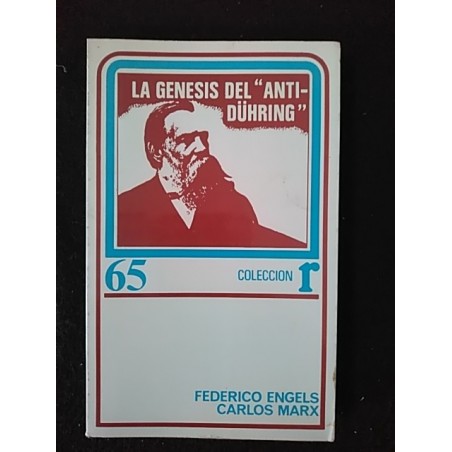 LA GENESIS DEL "ANTI-
DÜHRING"
65 COLECCION r
FEDERICO ENGELS
CARLOS MARX